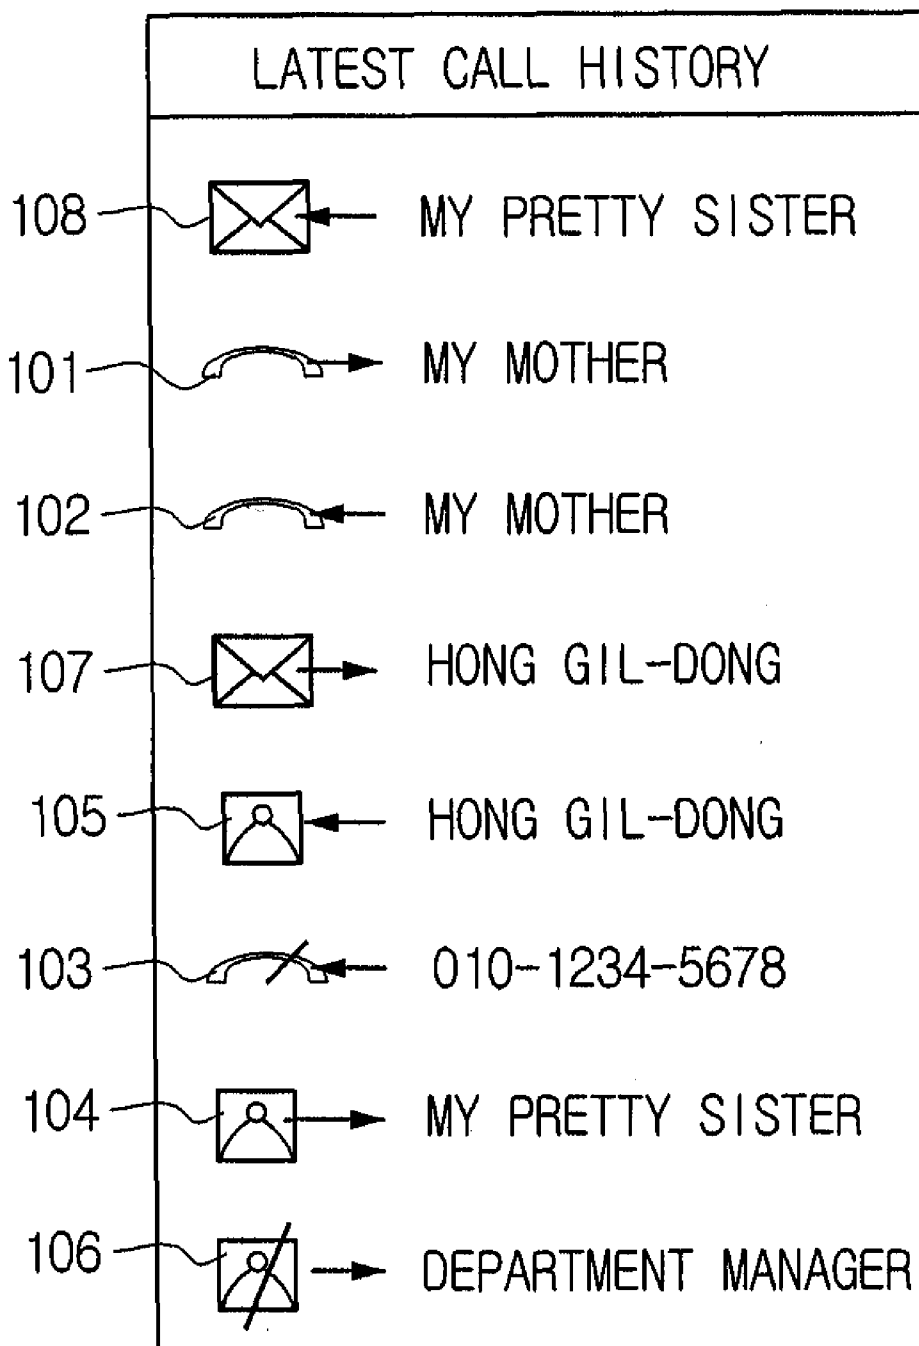 LATEST CALL HISTORY
108 MY PRETTY SISTER
101 MY MOTHER
102 MY MOTHER
107 HONG GIL-DONG
105 HONG GIL-DONG
103 010-1234-5678
104 MY PRETTY SISTER
106 DEPARTMENT MANAGER